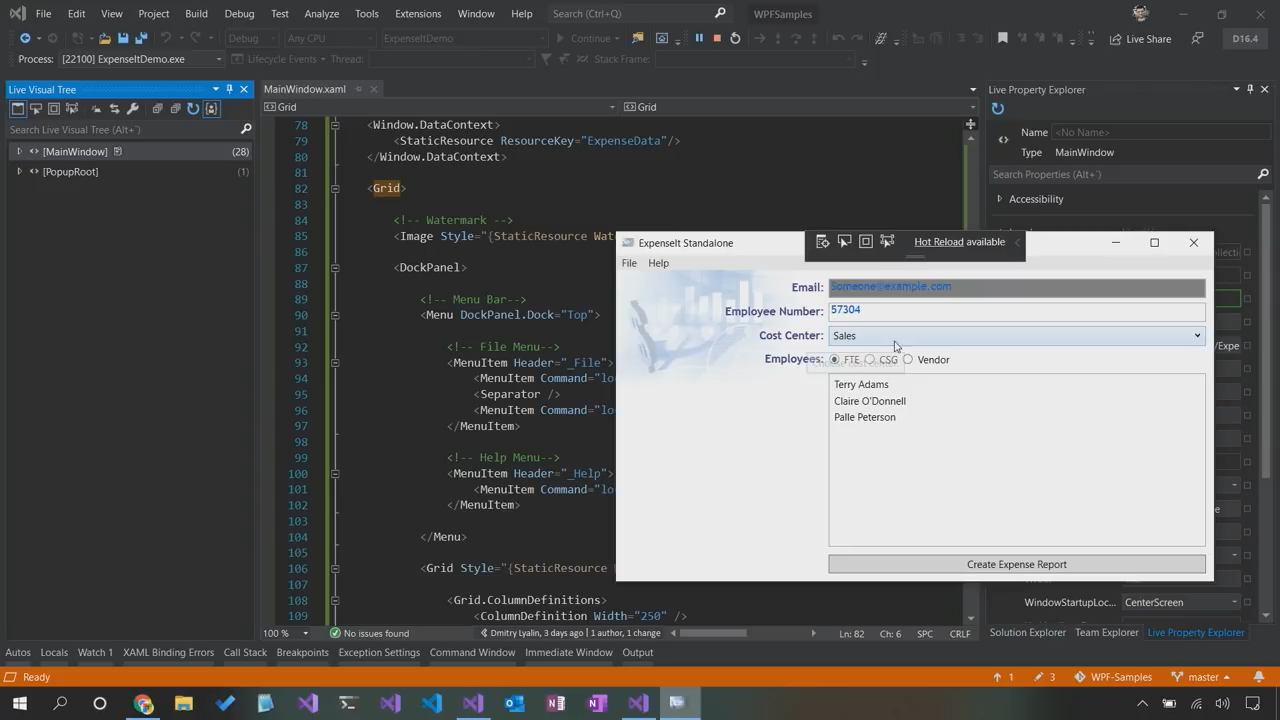 File Edit View Project Build Debug Test Analyze Tools Extensions Window Help Search (Ctrl+Q) WPFSamples
Debug Any CPU ExpenseItDemo Continue Live Share D16.4
Process: [22100] ExpenseItDemo.exe Lifecycle Events Thread: Stack Frame:
Live Visual Tree
Search Live Visual Tree (Alt+`)
[MainWindow] (28)
[PopupRoot] (1)
MainWindow.xaml
Grid Grid
78 <Window.DataContext>
79 <StaticResource ResourceKey="ExpenseData"/>
80 </Window.DataContext>
81
82 <Grid>
83
84 <!-- Watermark -->
85 <Image Style="{StaticResource Wat
86
87 <DockPanel>
88
89 <!-- Menu Bar-->
90 <Menu DockPanel.Dock="Top">
91
92 <!-- File Menu-->
93 <MenuItem Header="_File">
94 <MenuItem Command="lo
95 <Separator />
96 <MenuItem Command="lo
97 </MenuItem>
98
99 <!-- Help Menu-->
100 <MenuItem Header="_Help">
101 <MenuItem Command="lo
102 </MenuItem>
103
104 </Menu>
105
106 <Grid Style="{StaticResource
107
108 <Grid.ColumnDefinitions>
109 <ColumnDefinition Width="250" />
100 % No issues found Dmitry Lyalin, 3 days ago | 1 author, 1 change Ln: 82 Ch: 6 SPC CRLF
ExpenseIt Standalone
Hot Reload available
File Help
Email: Someone@example.com
Employee Number: 57304
Cost Center: Sales
Employees: FTE CSG Vendor
Terry Adams
Claire O'Donnell
Palle Peterson
Create Expense Report
Live Property Explorer
Name <No Name>
Type MainWindow
Search Properties (Alt+`)
Accessibility
WindowStartupLoc... CenterScreen
Solution Explorer Team Explorer Live Property Explorer
Autos Locals Watch 1 XAML Binding Errors Call Stack Breakpoints Exception Settings Command Window Immediate Window Output
Ready 1 3 WPF-Samples master